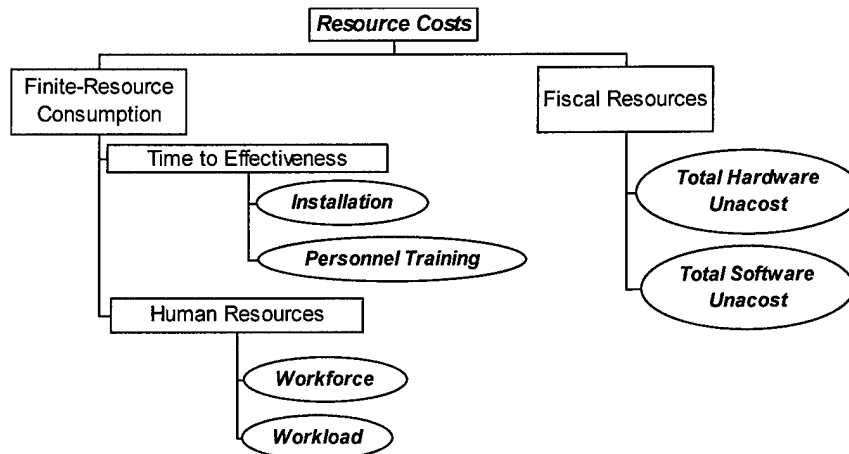 Resource Costs
Finite-Resource
Consumption
Fiscal Resources
Time to Effectiveness
Installation
Personnel Training
Total Hardware
Unacost
Total Software
Unacost
Human Resources
Workforce
Workload